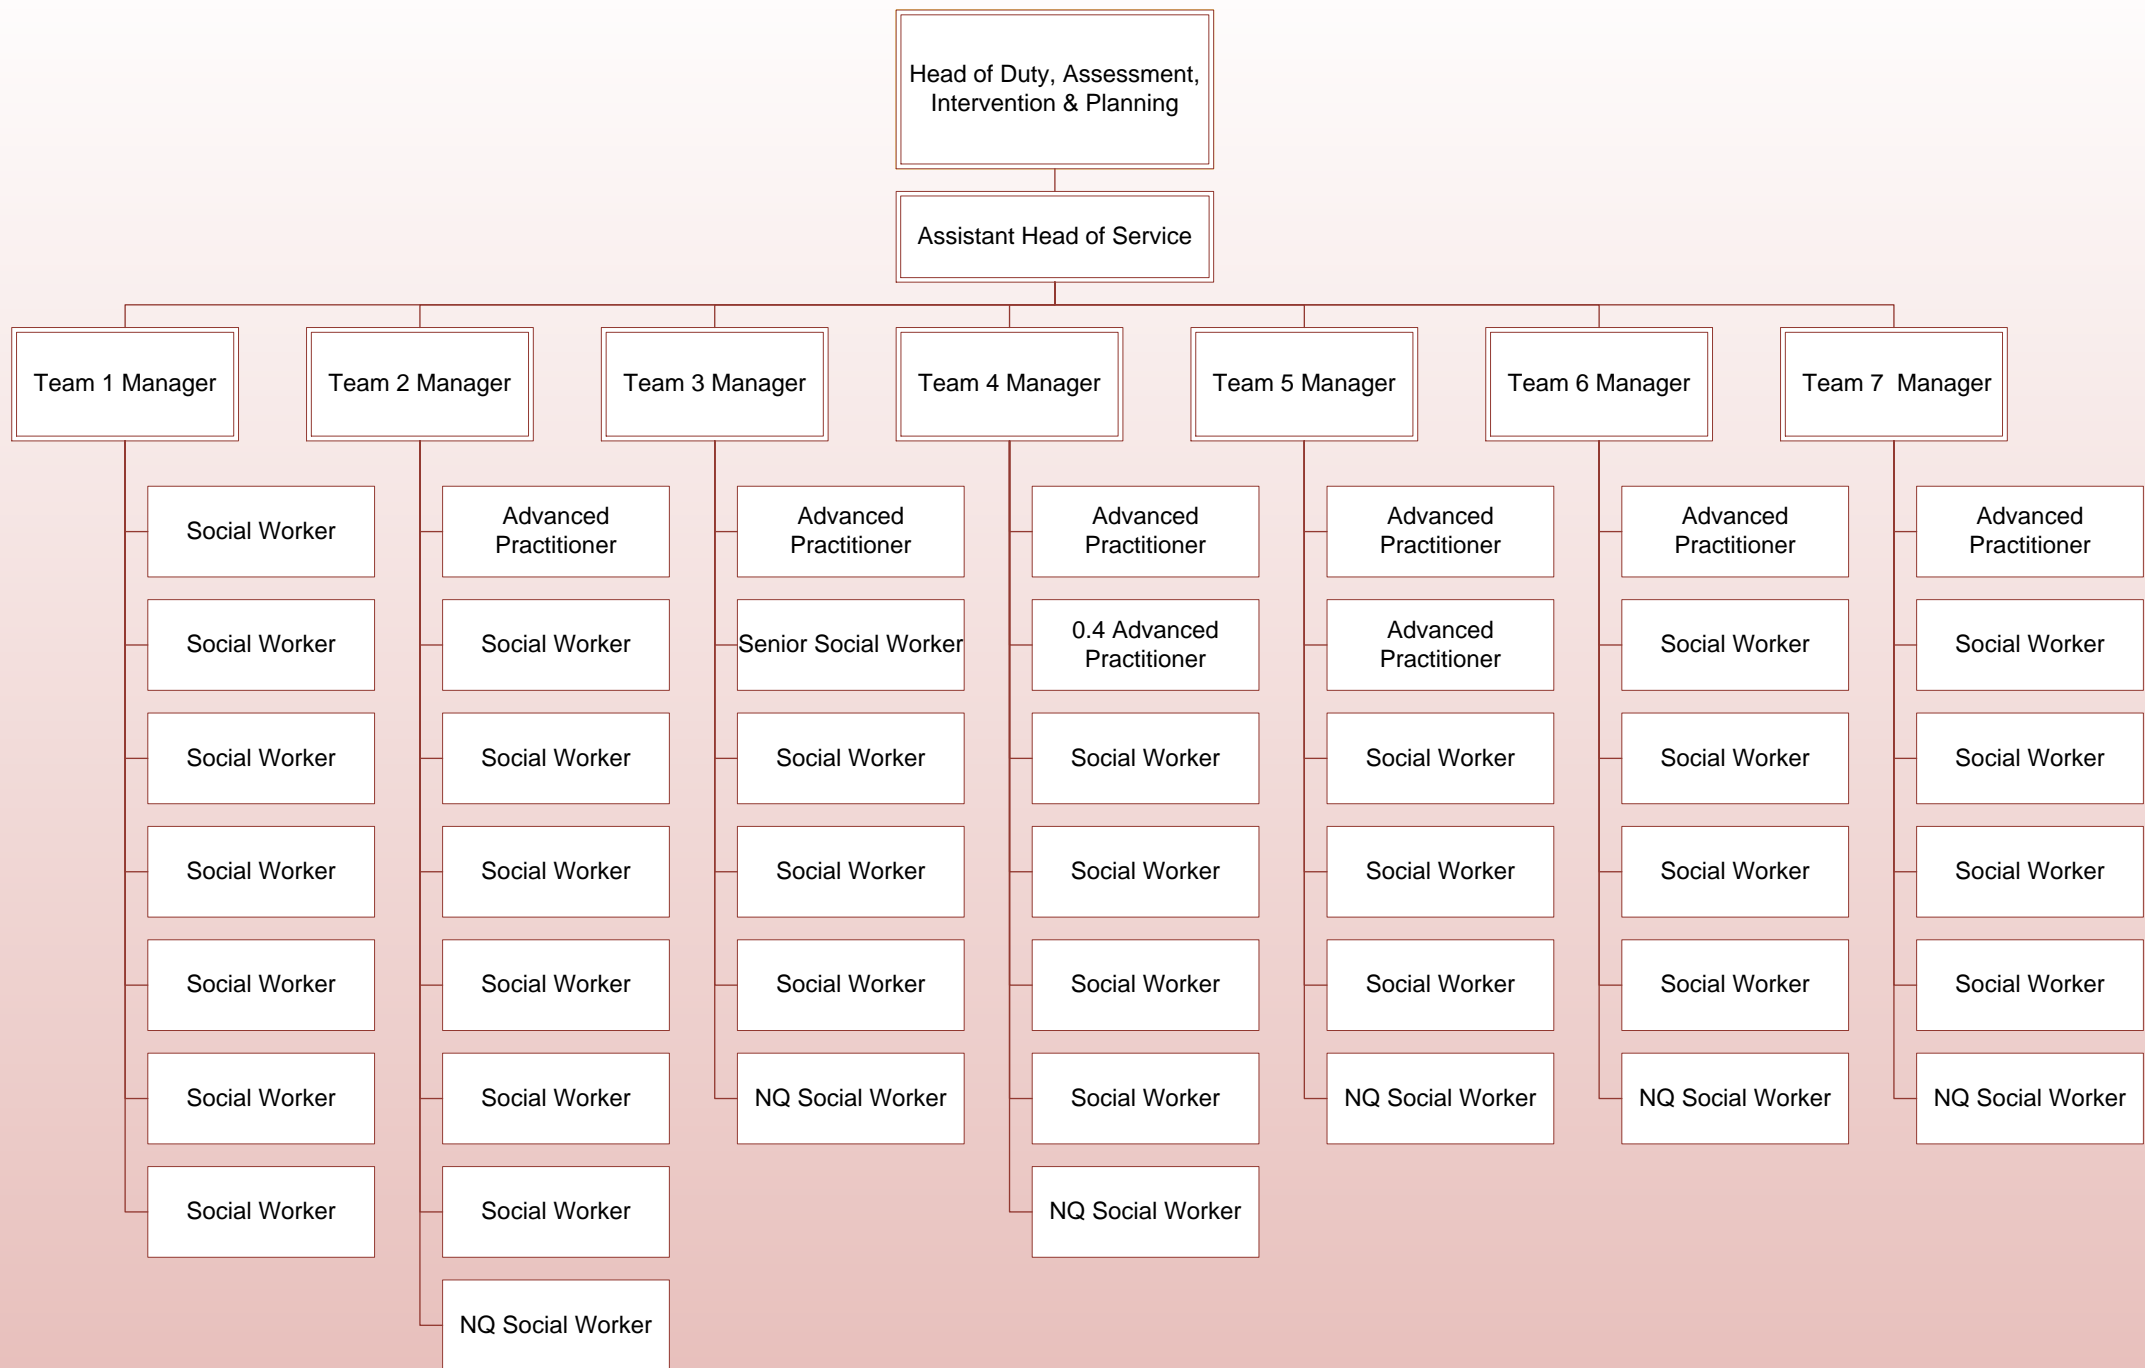 Head of Duty, Assessment,
Intervention & Planning
Assistant Head of Service
Team 1 Manager
Team 2 Manager
Team 3 Manager
Team 4 Manager
Team 5 Manager
Team 6 Manager
Team 7  Manager
Social Worker
Social Worker
Social Worker
Social Worker
Social Worker
Social Worker
Social Worker
Advanced
Practitioner
Social Worker
Social Worker
Social Worker
Social Worker
Social Worker
Social Worker
NQ Social Worker
Advanced
Practitioner
Senior Social Worker
Social Worker
Social Worker
Social Worker
NQ Social Worker
Advanced
Practitioner
0.4 Advanced
Practitioner
Social Worker
Social Worker
Social Worker
Social Worker
NQ Social Worker
Advanced
Practitioner
Advanced
Practitioner
Social Worker
Social Worker
Social Worker
NQ Social Worker
Advanced
Practitioner
Social Worker
Social Worker
Social Worker
Social Worker
NQ Social Worker
Advanced
Practitioner
Social Worker
Social Worker
Social Worker
Social Worker
NQ Social Worker